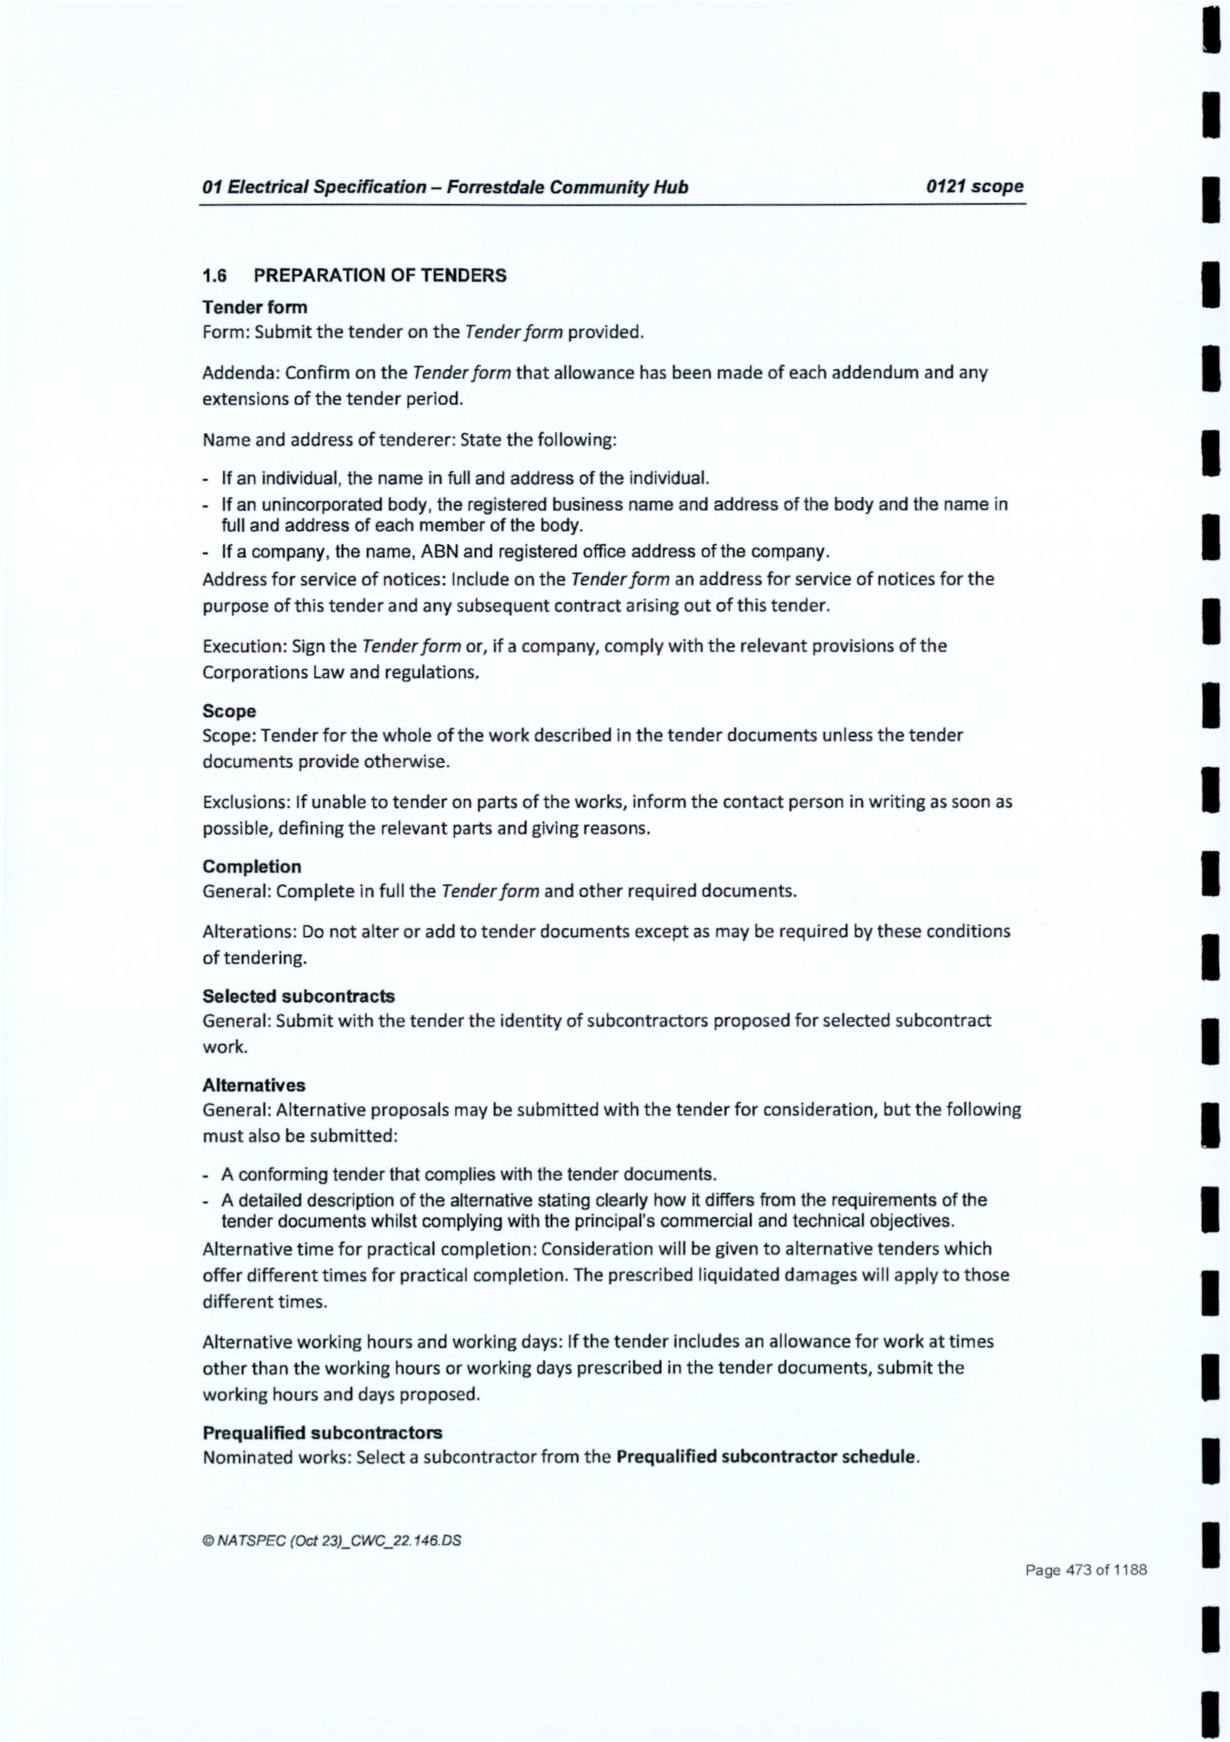 01 Electrical Specification – Forrestdale Community Hub 0121 scope
1.6 PREPARATION OF TENDERS
Tender form
Form: Submit the tender on the Tender form provided.
Addenda: Confirm on the Tender form that allowance has been made of each addendum and any
extensions of the tender period.
Name and address of tenderer: State the following:
- If an individual, the name in full and address of the individual.
- If an unincorporated body, the registered business name and address of the body and the name in
full and address of each member of the body.
- If a company, the name, ABN and registered office address of the company.
Address for service of notices: Include on the Tender form an address for service of notices for the
purpose of this tender and any subsequent contract arising out of this tender.
Execution: Sign the Tender form or, if a company, comply with the relevant provisions of the
Corporations Law and regulations.
Scope
Scope: Tender for the whole of the work described in the tender documents unless the tender
documents provide otherwise.
Exclusions: If unable to tender on parts of the works, inform the contact person in writing as soon as
possible, defining the relevant parts and giving reasons.
Completion
General: Complete in full the Tender form and other required documents.
Alterations: Do not alter or add to tender documents except as may be required by these conditions
of tendering.
Selected subcontracts
General: Submit with the tender the identity of subcontractors proposed for selected subcontract
work.
Alternatives
General: Alternative proposals may be submitted with the tender for consideration, but the following
must also be submitted:
- A conforming tender that complies with the tender documents.
- A detailed description of the alternative stating clearly how it differs from the requirements of the
tender documents whilst complying with the principal's commercial and technical objectives.
Alternative time for practical completion: Consideration will be given to alternative tenders which
offer different times for practical completion. The prescribed liquidated damages will apply to those
different times.
Alternative working hours and working days: If the tender includes an allowance for work at times
other than the working hours or working days prescribed in the tender documents, submit the
working hours and days proposed.
Prequalified subcontractors
Nominated works: Select a subcontractor from the Prequalified subcontractor schedule.
© NATSPEC (Oct 23)_CWC_22.146.DS
Page 473 of 1188